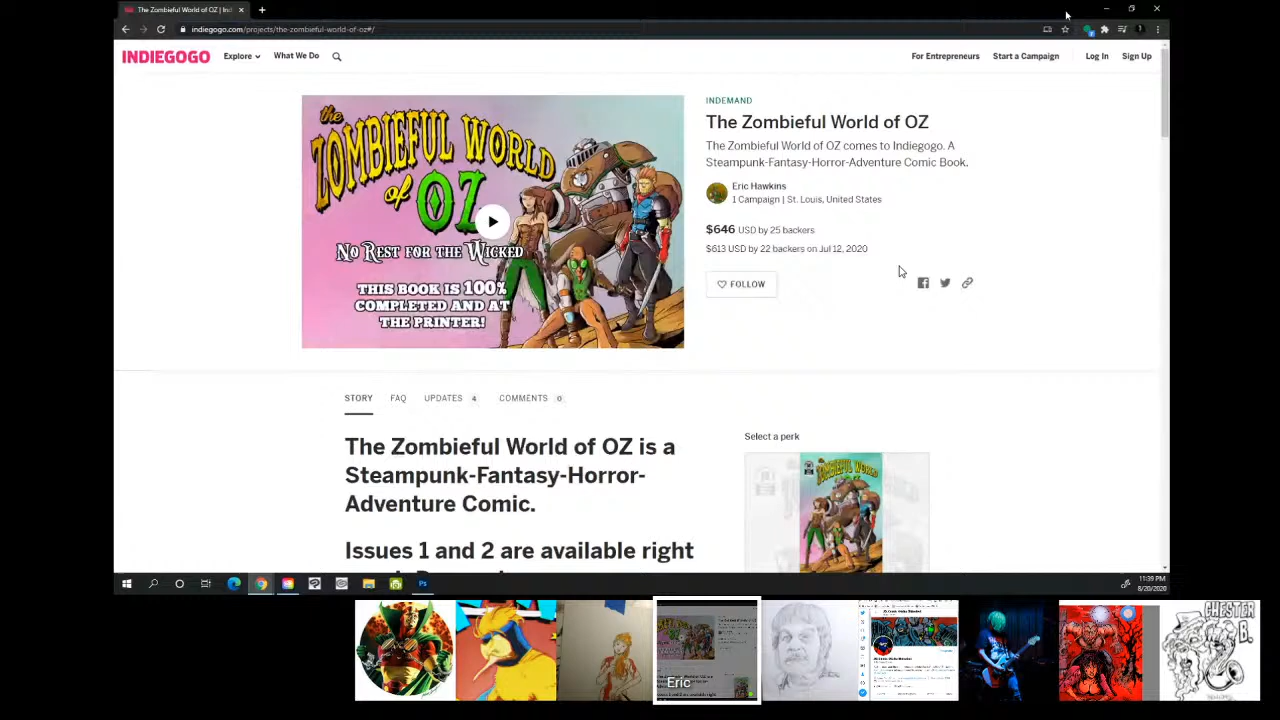 The Zombieful World of OZ | Ind
indiegogo.com/projects/the-zombieful-world-of-oz#/
INDIEGOGO Explore What We Do For Entrepreneurs Start a Campaign Log In Sign Up
the
ZOMBIEFUL WORLD
of OZ
NO REST FOR THE WICKED
THIS BOOK IS 100%
COMPLETED AND AT
THE PRINTER!
INDEMAND
The Zombieful World of OZ
The Zombieful World of OZ comes to Indiegogo. A
Steampunk-Fantasy-Horror-Adventure Comic Book.
Eric Hawkins
1 Campaign | St. Louis, United States
$646 USD by 25 backers
$613 USD by 22 backers on Jul 12, 2020
FOLLOW
STORY FAQ UPDATES 4 COMMENTS 0
The Zombieful World of OZ is a
Steampunk-Fantasy-Horror-
Adventure Comic.
Issues 1 and 2 are available right
Select a perk
ZOMBIEFUL WORLD
Ps
11:39 PM
8/20/2020
Eric
CHESTER
B.